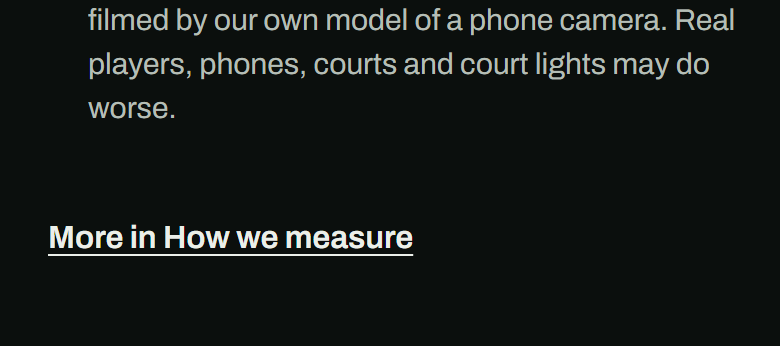 filmed by our own model of a phone camera. Real
players, phones, courts and court lights may do
worse.
More in How we measure